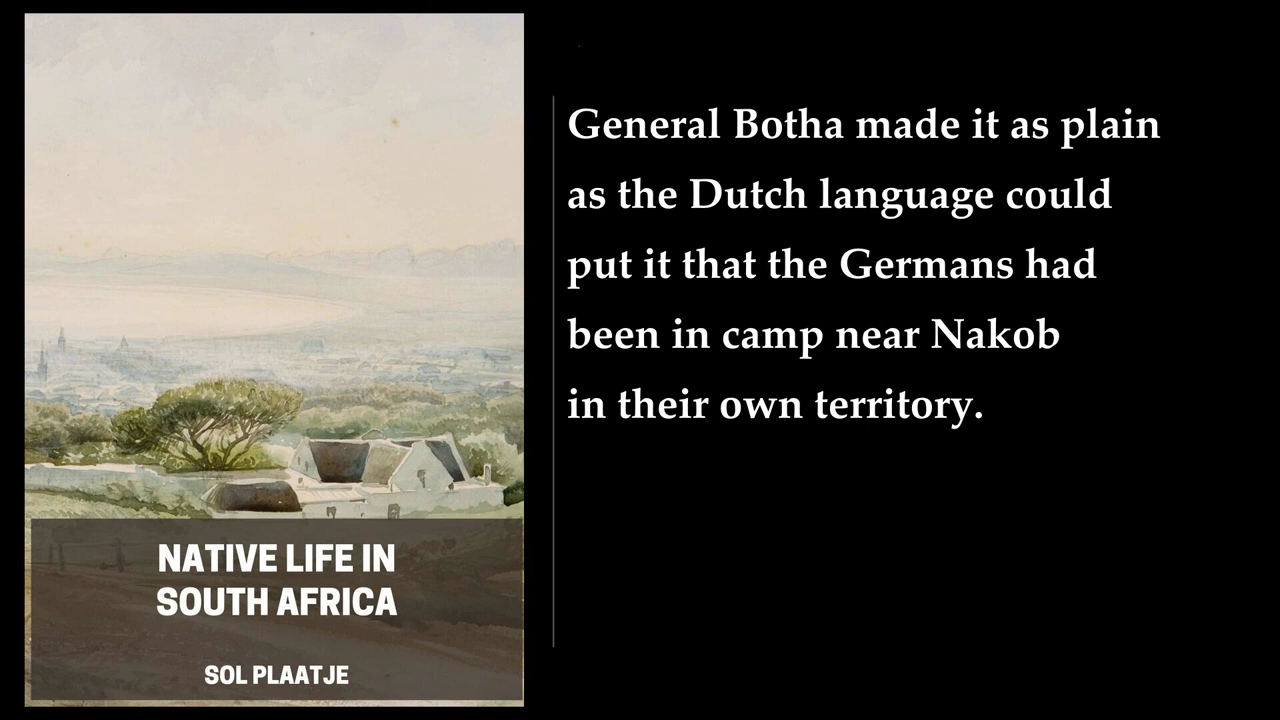 NATIVE LIFE IN
SOUTH AFRICA
SOL PLAATJE
General Botha made it as plain
as the Dutch language could
put it that the Germans had
been in camp near Nakob
in their own territory.